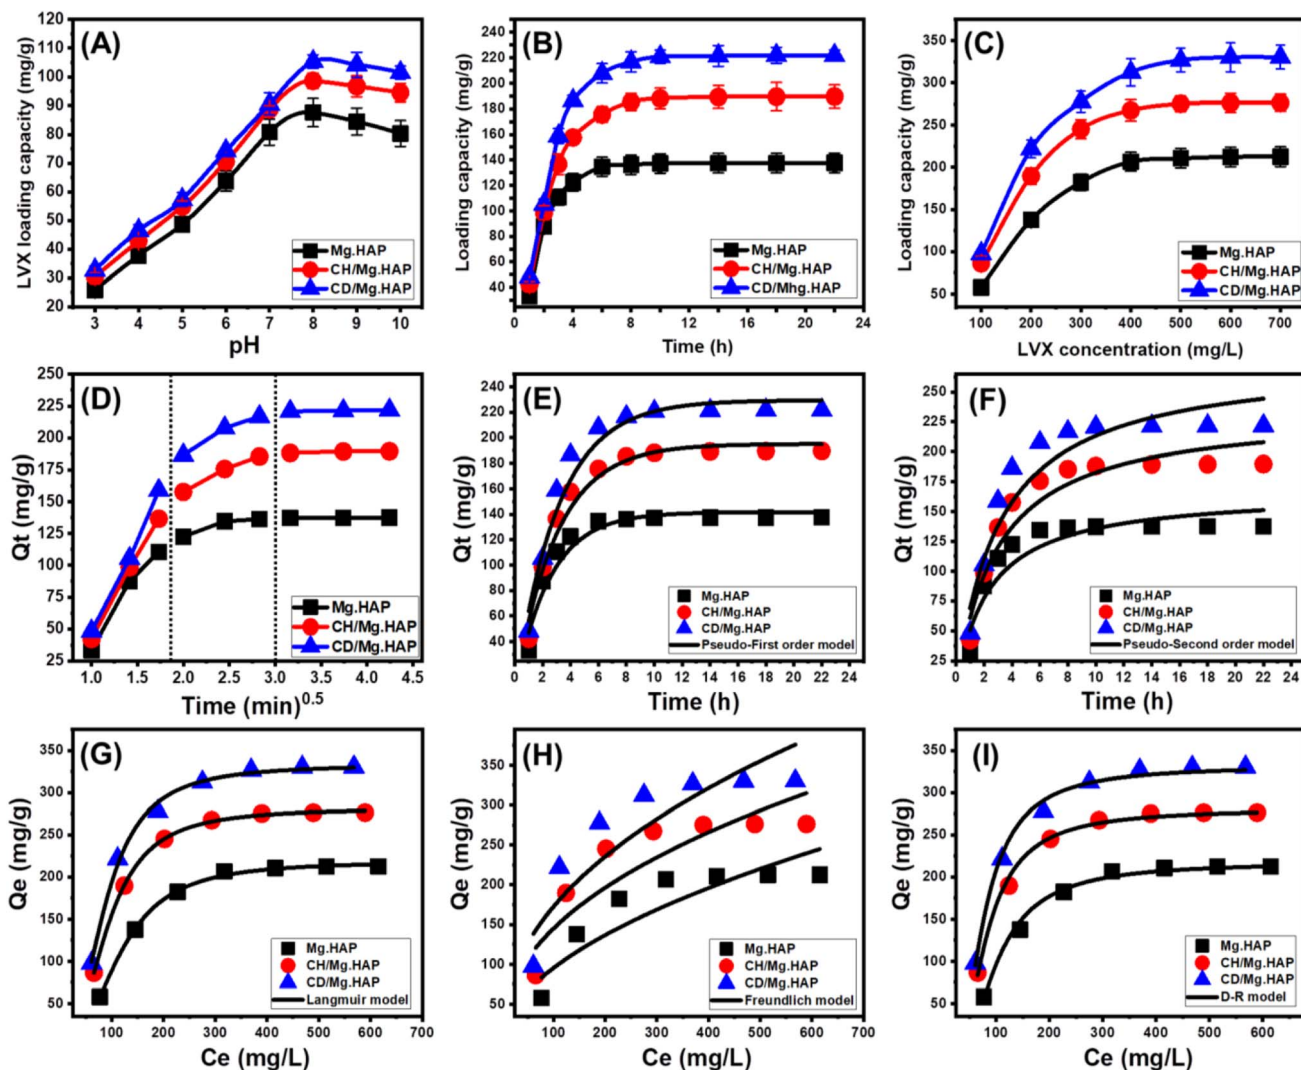 (A)
LVX loading capacity (mg/g)
120
110
100
90
80
70
60
50
40
30
20
Mg.HAP
CH/Mg.HAP
CD/Mg.HAP
3 4 5 6 7 8 9 10
pH
(B)
Loading capacity (mg/g)
220
200
180
160
140
120
100
80
60
40
Mg.HAP
CH/Mg.HAP
CD/Mhg.HAP
0 4 8 12 16 20 24
Time (h)
(C)
Loading capacity (mg/g)
350
300
250
200
150
100
50
Mg.HAP
CH/Mg.HAP
CD/Mg.HAP
100 200 300 400 500 600 700
LVX concentration (mg/L)
(D)
Qt (mg/g)
250
225
200
175
150
125
100
75
50
25
Mg.HAP
CH/Mg.HAP
CD/Mg.HAP
1.0 1.5 2.0 2.5 3.0 3.5 4.0 4.5
Time (min)0.5
(E)
Qt (mg/g)
240
220
200
180
160
140
120
100
80
60
40
Mg.HAP
CH/Mg.HAP
CD/Mg.HAP
Pseudo-First order model
0 2 4 6 8 10 12 14 16 18 20 22 24
Time (h)
(F)
Qt (mg/g)
250
225
200
175
150
125
100
75
50
25
Mg.HAP
CH/Mg.HAP
CD/Mg.HAP
Pseudo-Second order model
0 2 4 6 8 10 12 14 16 18 20 22 24
Time (h)
(G)
Qe (mg/g)
350
300
250
200
150
100
50
Mg.HAP
CH/Mg.HAP
CD/Mg.HAP
Langmuir model
100 200 300 400 500 600 700
Ce (mg/L)
(H)
Qe (mg/g)
350
300
250
200
150
100
50
Mg.HAP
CH/Mg.HAP
CD/Mg.HAP
Freundlich model
0 100 200 300 400 500 600 700
Ce (mg/L)
(I)
Qe (mg/g)
350
300
250
200
150
100
50
Mg.HAP
CH/Mg.HAP
CD/Mg.HAP
D-R model
100 200 300 400 500 600
Ce (mg/L)